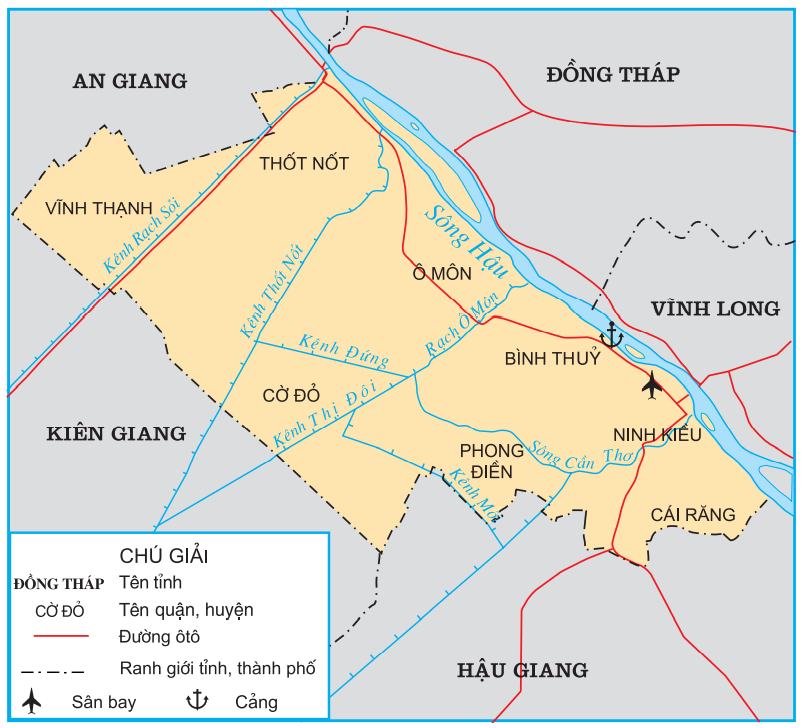 AN GIANG
ĐỒNG THÁP
THỐT NỐT
VĨNH THẠNH
Kênh Rạch Sỏi
Kênh Thốt Nốt
Sông Hậu
Ô MÔN
Rạch Ô Môn
VĨNH LONG
Kênh Đứng
BÌNH THUỶ
CỜ ĐỎ
Kênh Thị Đội
KIÊN GIANG
NINH KIỀU
PHONG
ĐIỀN
Sông Cần Thơ
Kênh Mới
CÁI RĂNG
HẬU GIANG
CHÚ GIẢI
ĐỒNG THÁP Tên tỉnh
CỜ ĐỎ Tên quận, huyện
Đường ôtô
Ranh giới tỉnh, thành phố
Sân bay Cảng